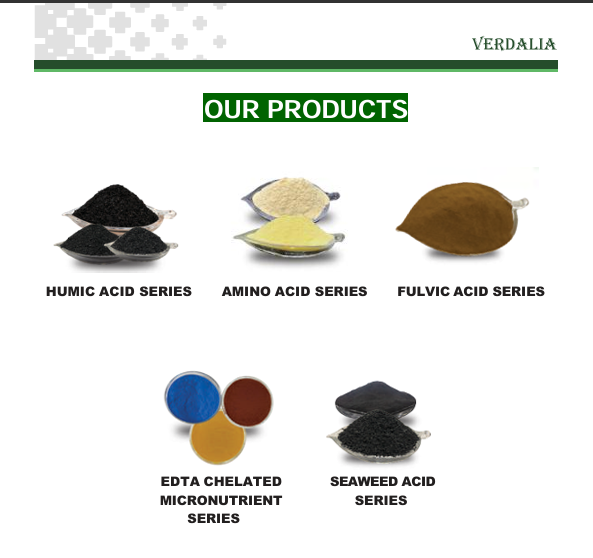 VERDALIA
OUR PRODUCTS
HUMIC ACID SERIES
AMINO ACID SERIES
FULVIC ACID SERIES
EDTA CHELATED
MICRONUTRIENT
SERIES
SEAWEED ACID
SERIES